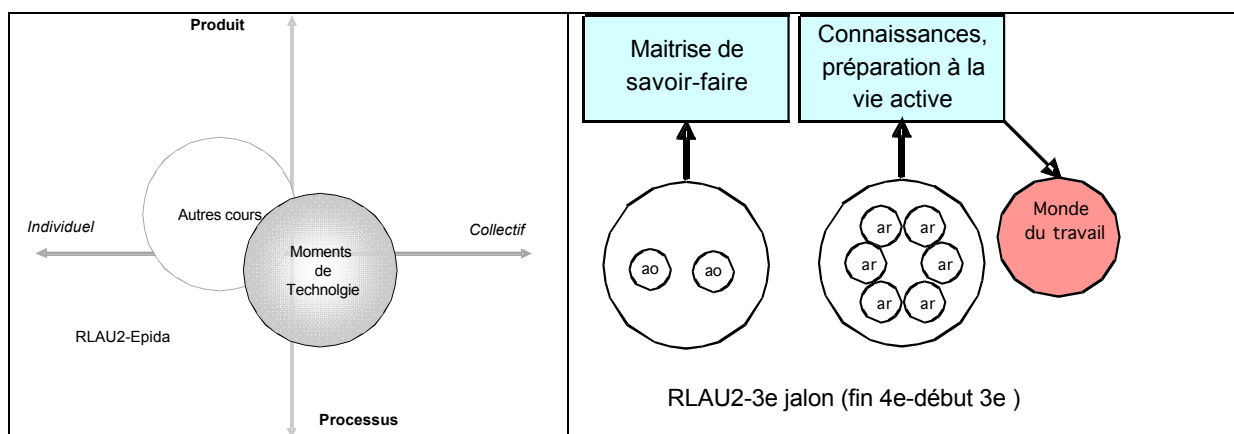 Produit
Autres cours
Individuel
Collectif
Moments
de
Technolgie
RLAU2-Epida
Processus
Maitrise de
savoir-faire
Connaissances,
préparation à la
vie active
ao
ao
ar
ar
ar
ar
ar
ar
Monde
du travail
RLAU2-3e jalon (fin 4e-début 3e )